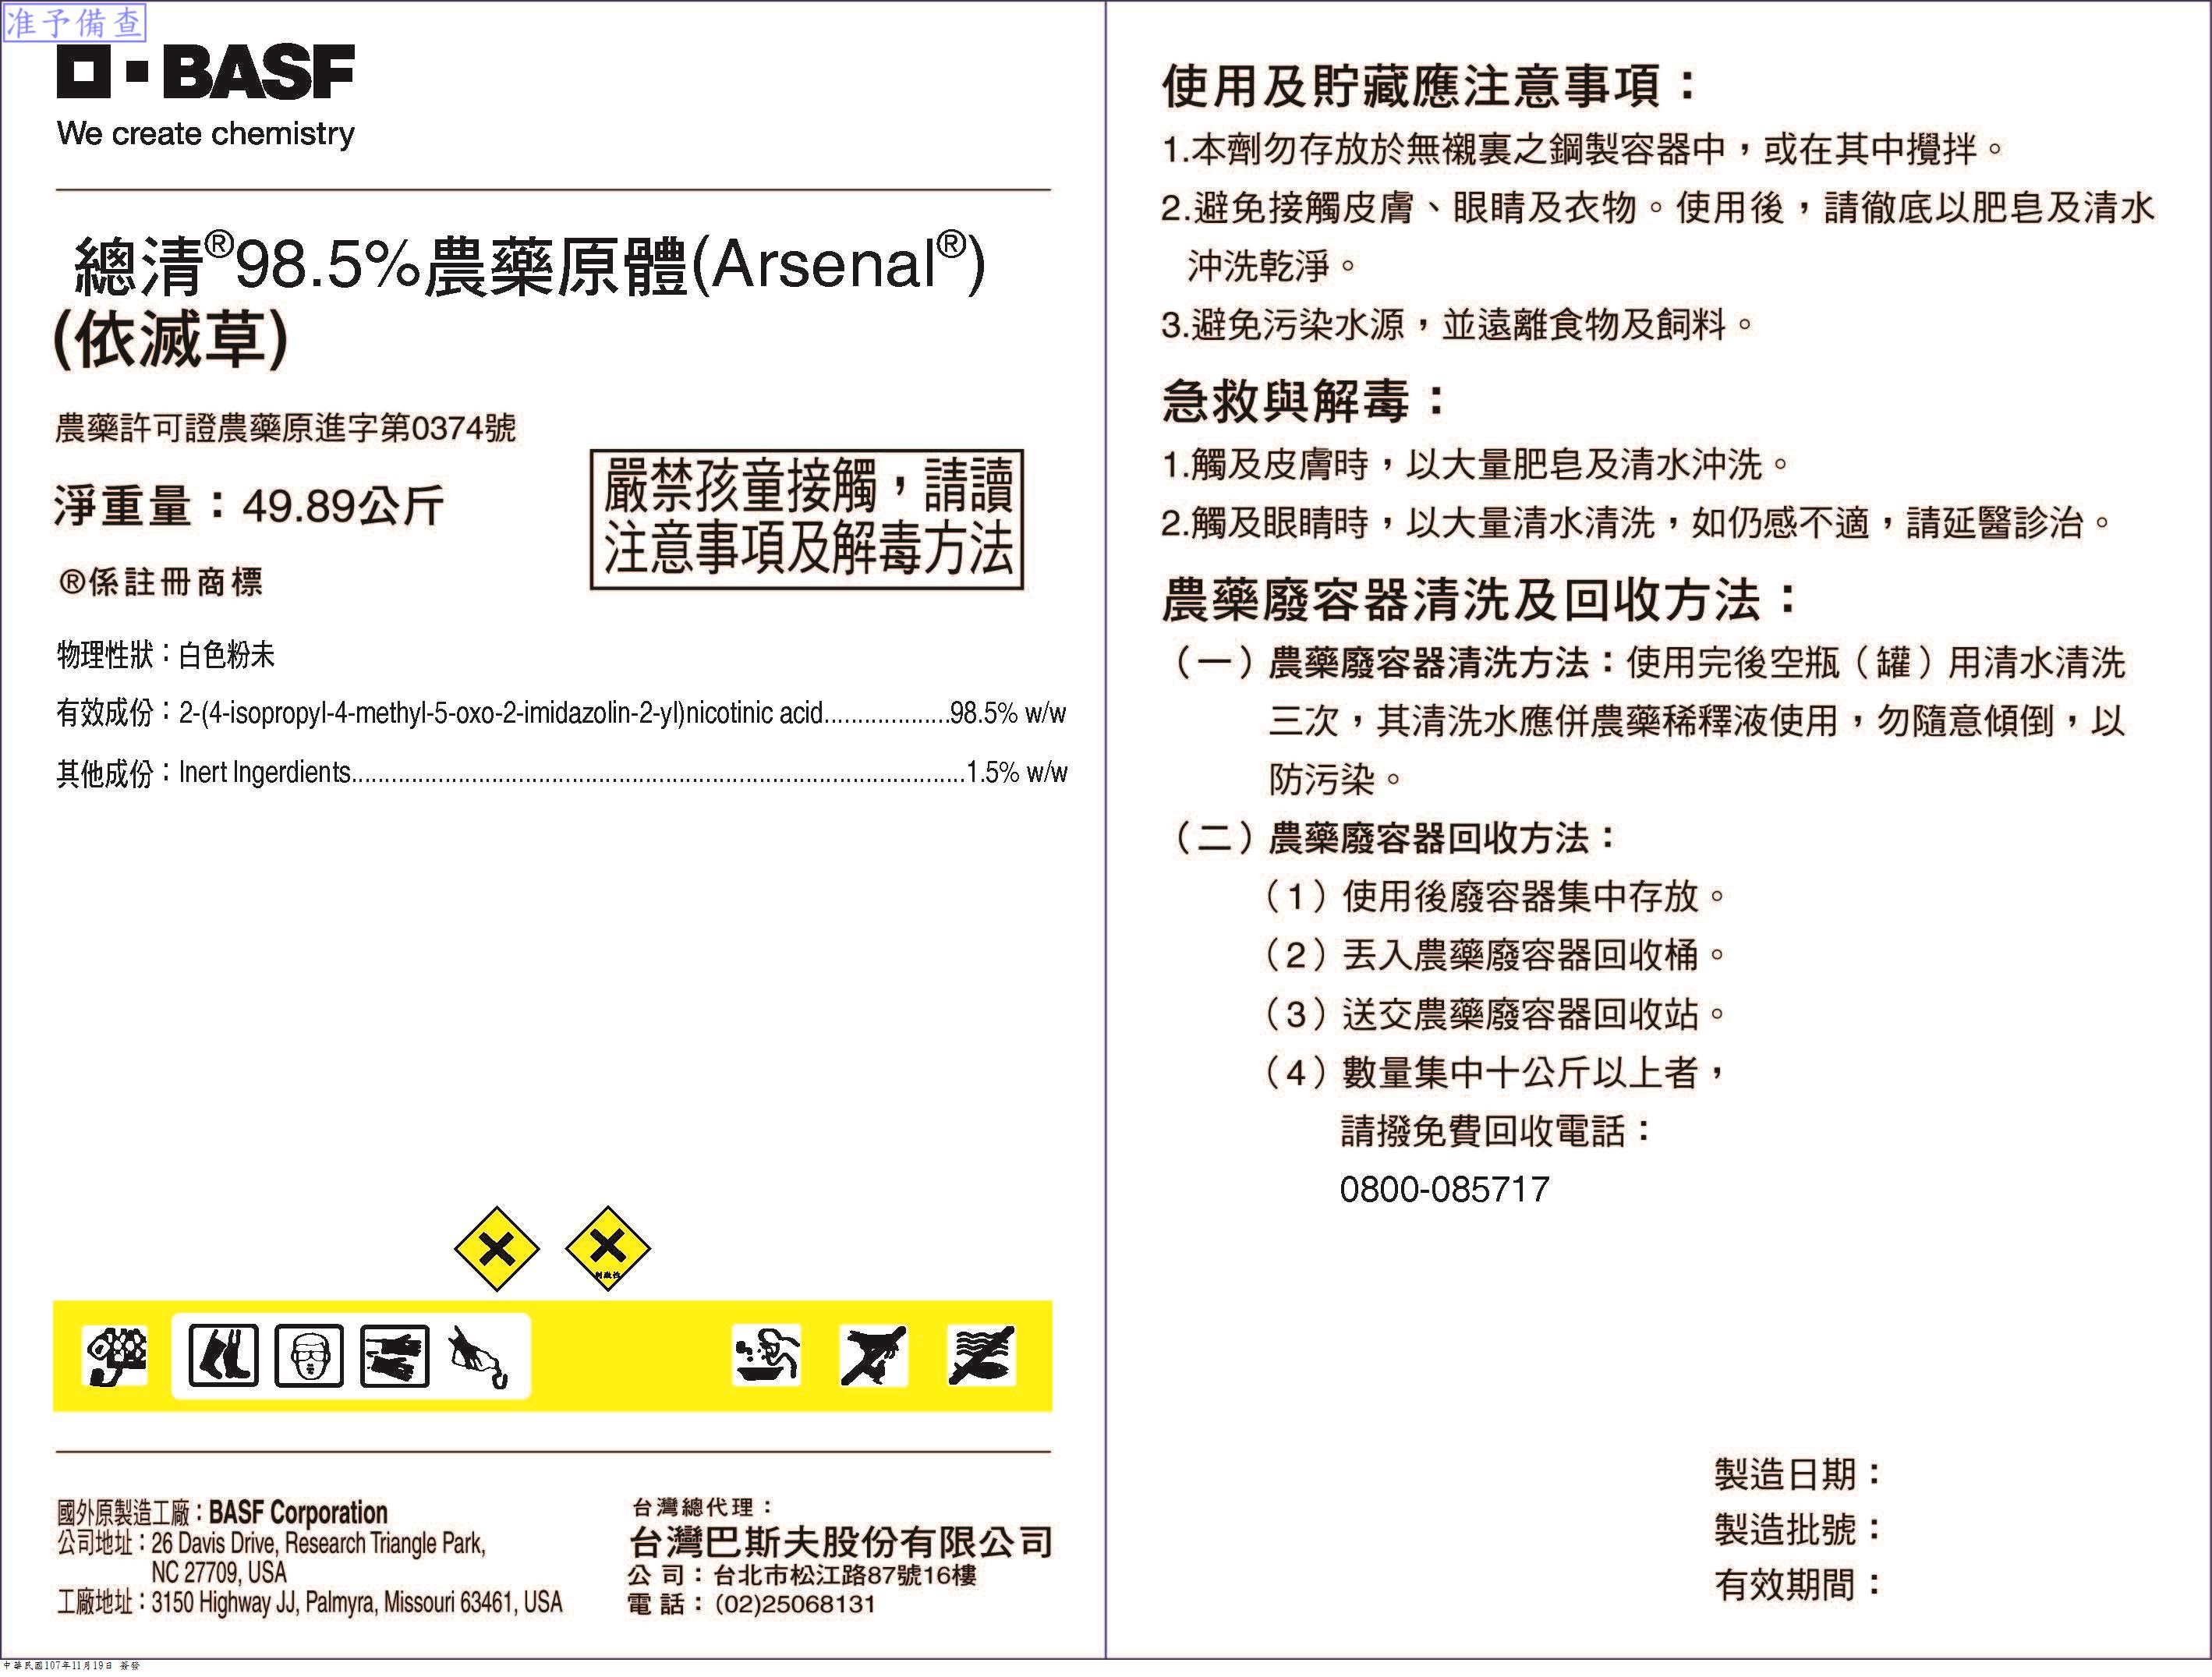 准予備查
BASF
We create chemistry
總清®98.5%農藥原體(Arsenal®)
(依滅草)
農藥許可證農藥原進字第0374號
淨重量：49.89公斤
嚴禁孩童接觸，請讀
注意事項及解毒方法
®係註冊商標
物理性狀：白色粉末
有效成份：2-(4-isopropyl-4-methyl-5-oxo-2-imidazolin-2-yl)nicotinic acid...................98.5% w/w
其他成份：Inert Ingerdients............................................................................................1.5% w/w
刺激性
國外原製造工廠：BASF Corporation
公司地址：26 Davis Drive, Research Triangle Park,
NC 27709, USA
工廠地址：3150 Highway JJ, Palmyra, Missouri 63461, USA
台灣總代理：
台灣巴斯夫股份有限公司
公 司：台北市松江路87號16樓
電 話：(02)25068131
使用及貯藏應注意事項：
1.本劑勿存放於無襯裏之鋼製容器中，或在其中攪拌。
2.避免接觸皮膚、眼睛及衣物。使用後，請徹底以肥皂及清水
沖洗乾淨。
3.避免污染水源，並遠離食物及飼料。
急救與解毒：
1.觸及皮膚時，以大量肥皂及清水沖洗。
2.觸及眼睛時，以大量清水清洗，如仍感不適，請延醫診治。
農藥廢容器清洗及回收方法：
（一）農藥廢容器清洗方法：使用完後空瓶（罐）用清水清洗
三次，其清洗水應併農藥稀釋液使用，勿隨意傾倒，以
防污染。
（二）農藥廢容器回收方法：
（1）使用後廢容器集中存放。
（2）丟入農藥廢容器回收桶。
（3）送交農藥廢容器回收站。
（4）數量集中十公斤以上者，
請撥免費回收電話：
0800-085717
製造日期：
製造批號：
有效期間：
中華民國107年11月19日 簽發